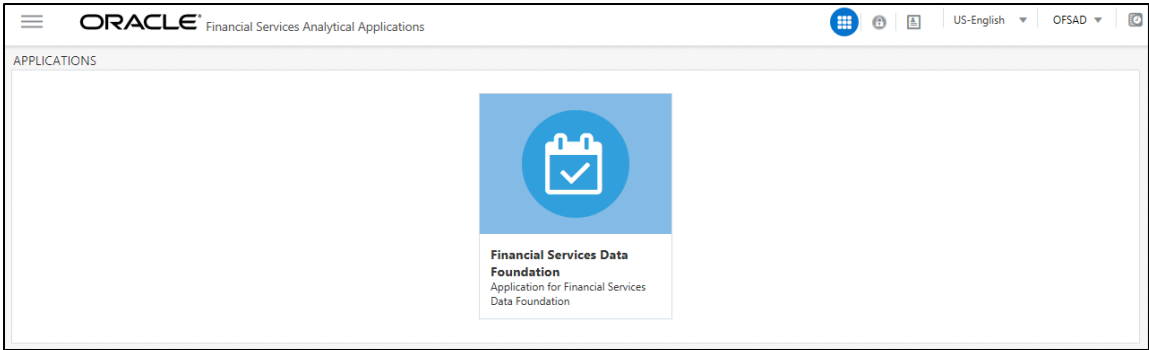 ORACLE® Financial Services Analytical Applications US-English OFSAD
APPLICATIONS
Financial Services Data
Foundation
Application for Financial Services
Data Foundation